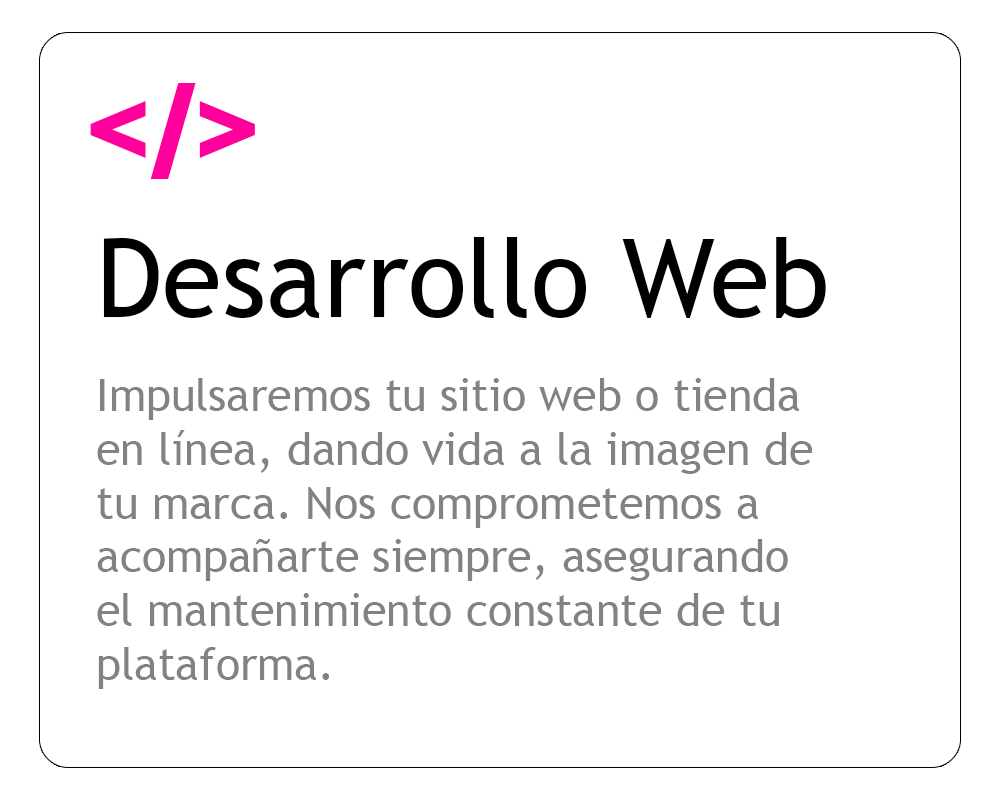 </>
Desarrollo Web
Impulsaremos tu sitio web o tienda
en línea, dando vida a la imagen de
tu marca. Nos comprometemos a
acompañarte siempre, asegurando
el mantenimiento constante de tu
plataforma.